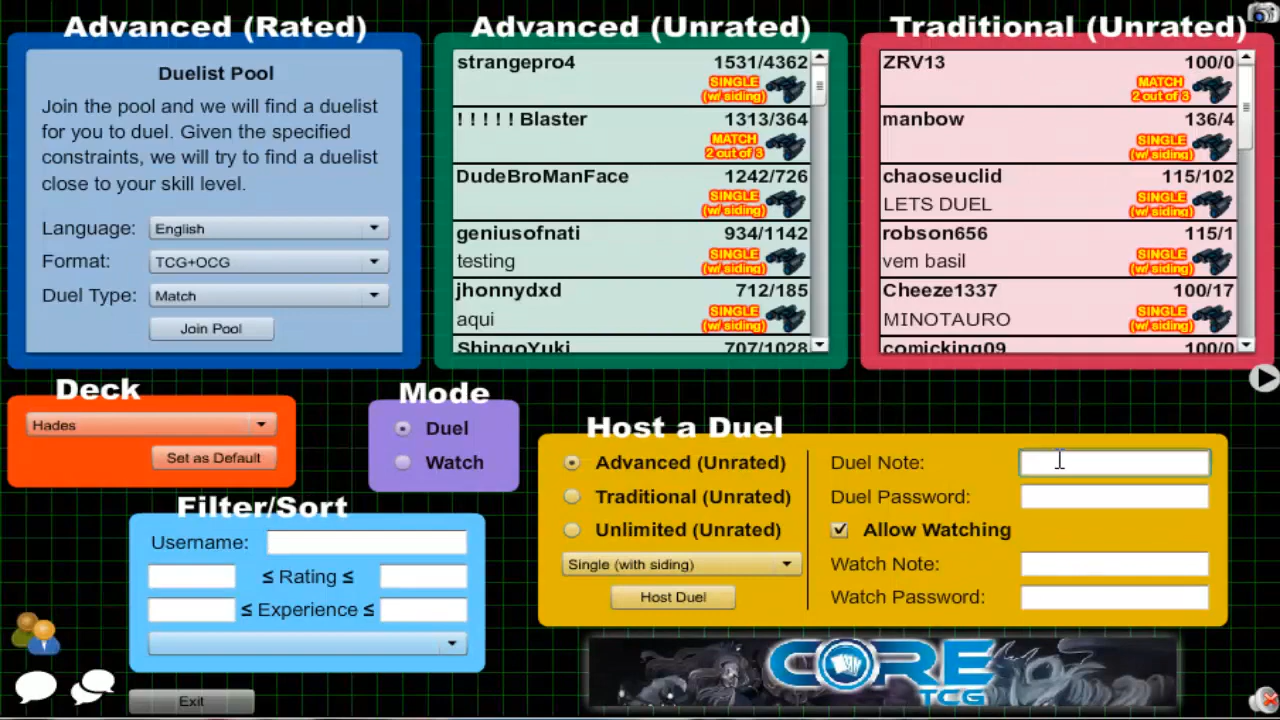 Advanced (Rated)
Duelist Pool
Join the pool and we will find a duelist
for you to duel. Given the specified
constraints, we will try to find a duelist
close to your skill level.
Language: English
Format: TCG+OCG
Duel Type: Match
Join Pool
Advanced (Unrated)
strangepro4 1531/4362
SINGLE
(w/ siding)
! ! ! ! ! Blaster 1313/364
MATCH
2 out of 3
DudeBroManFace 1242/726
SINGLE
(w/ siding)
geniusofnati 934/1142
testing SINGLE
(w/ siding)
jhonnydxd 712/185
aqui SINGLE
(w/ siding)
ShingoYuki 707/1028
Traditional (Unrated)
ZRV13 100/0
MATCH
2 out of 3
manbow 136/4
SINGLE
(w/ siding)
chaoseuclid 115/102
LETS DUEL SINGLE
(w/ siding)
robson656 115/1
vem basil SINGLE
(w/ siding)
Cheeze1337 100/17
MINOTAURO SINGLE
(w/ siding)
comicking09 100/0
Deck
Hades
Set as Default
Mode
Duel
Watch
Filter/Sort
Username:
≤ Rating ≤
≤ Experience ≤
Exit
Host a Duel
Advanced (Unrated)
Traditional (Unrated)
Unlimited (Unrated)
Single (with siding)
Host Duel
Duel Note:
Duel Password:
Allow Watching
Watch Note:
Watch Password:
CORE
TCG